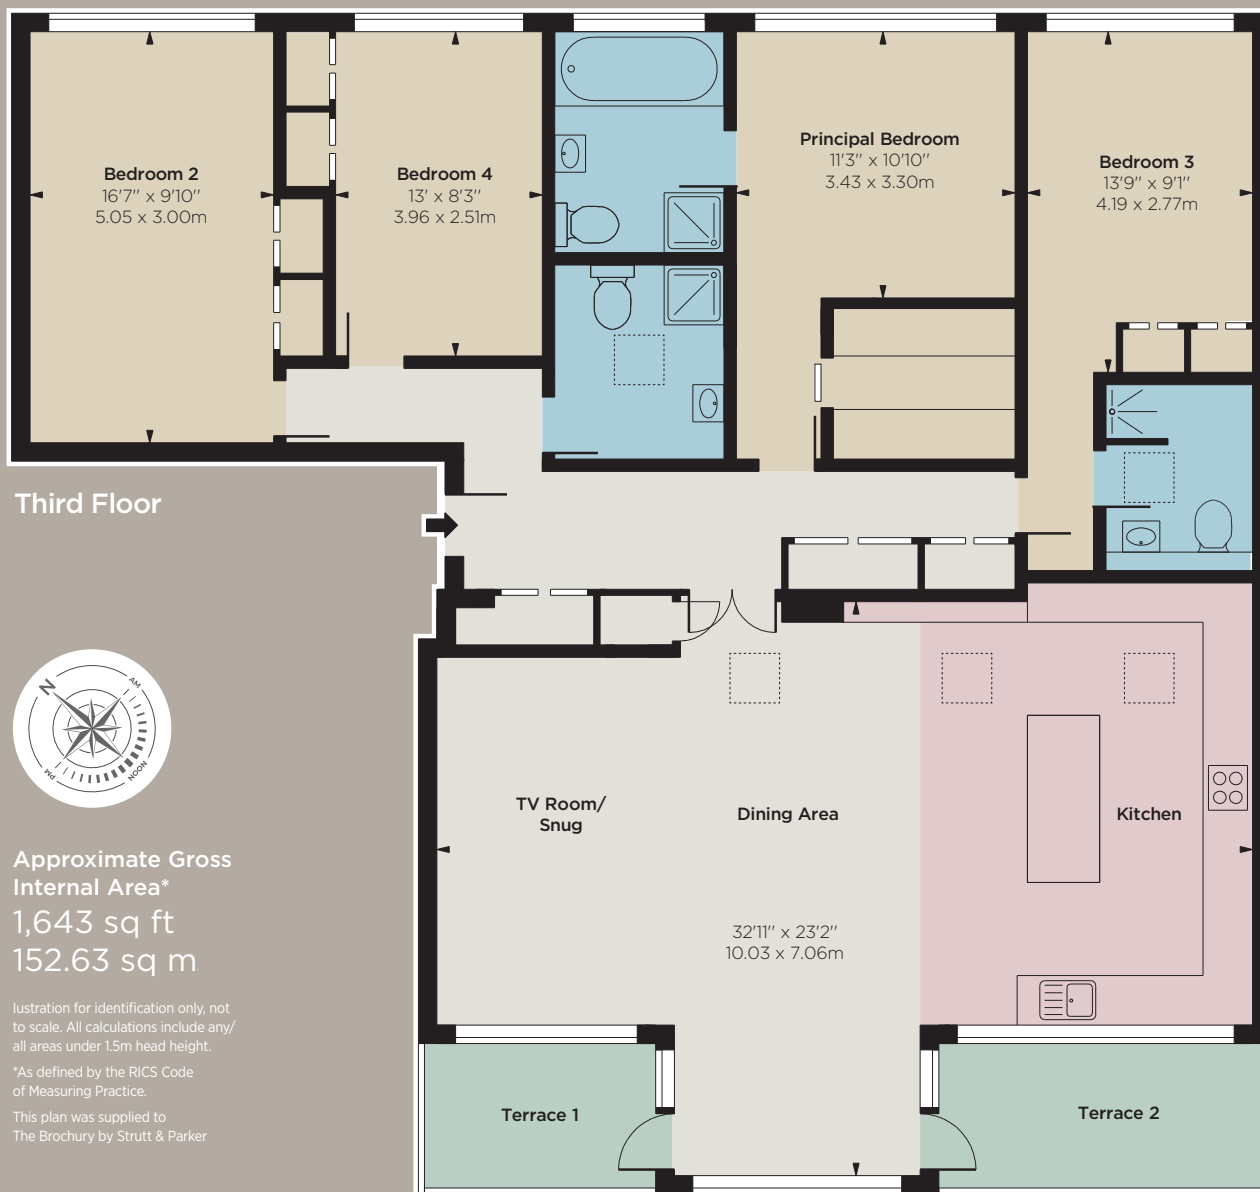 Bedroom 2
16'7'' x 9'10''
5.05 x 3.00m
Bedroom 4
13' x 8'3''
3.96 x 2.51m
Principal Bedroom
11'3'' x 10'10''
3.43 x 3.30m
Bedroom 3
13'9'' x 9'1''
4.19 x 2.77m
Third Floor
N
AM
NOON
PM
TV Room/
Snug
Dining Area
Kitchen
32'11'' x 23'2''
10.03 x 7.06m
Approximate Gross
Internal Area*
1,643 sq ft
152.63 sq m
lustration for identification only, not
to scale. All calculations include any/
all areas under 1.5m head height.
*As defined by the RICS Code
of Measuring Practice.
This plan was supplied to
The Brochury by Strutt & Parker
Terrace 1
Terrace 2